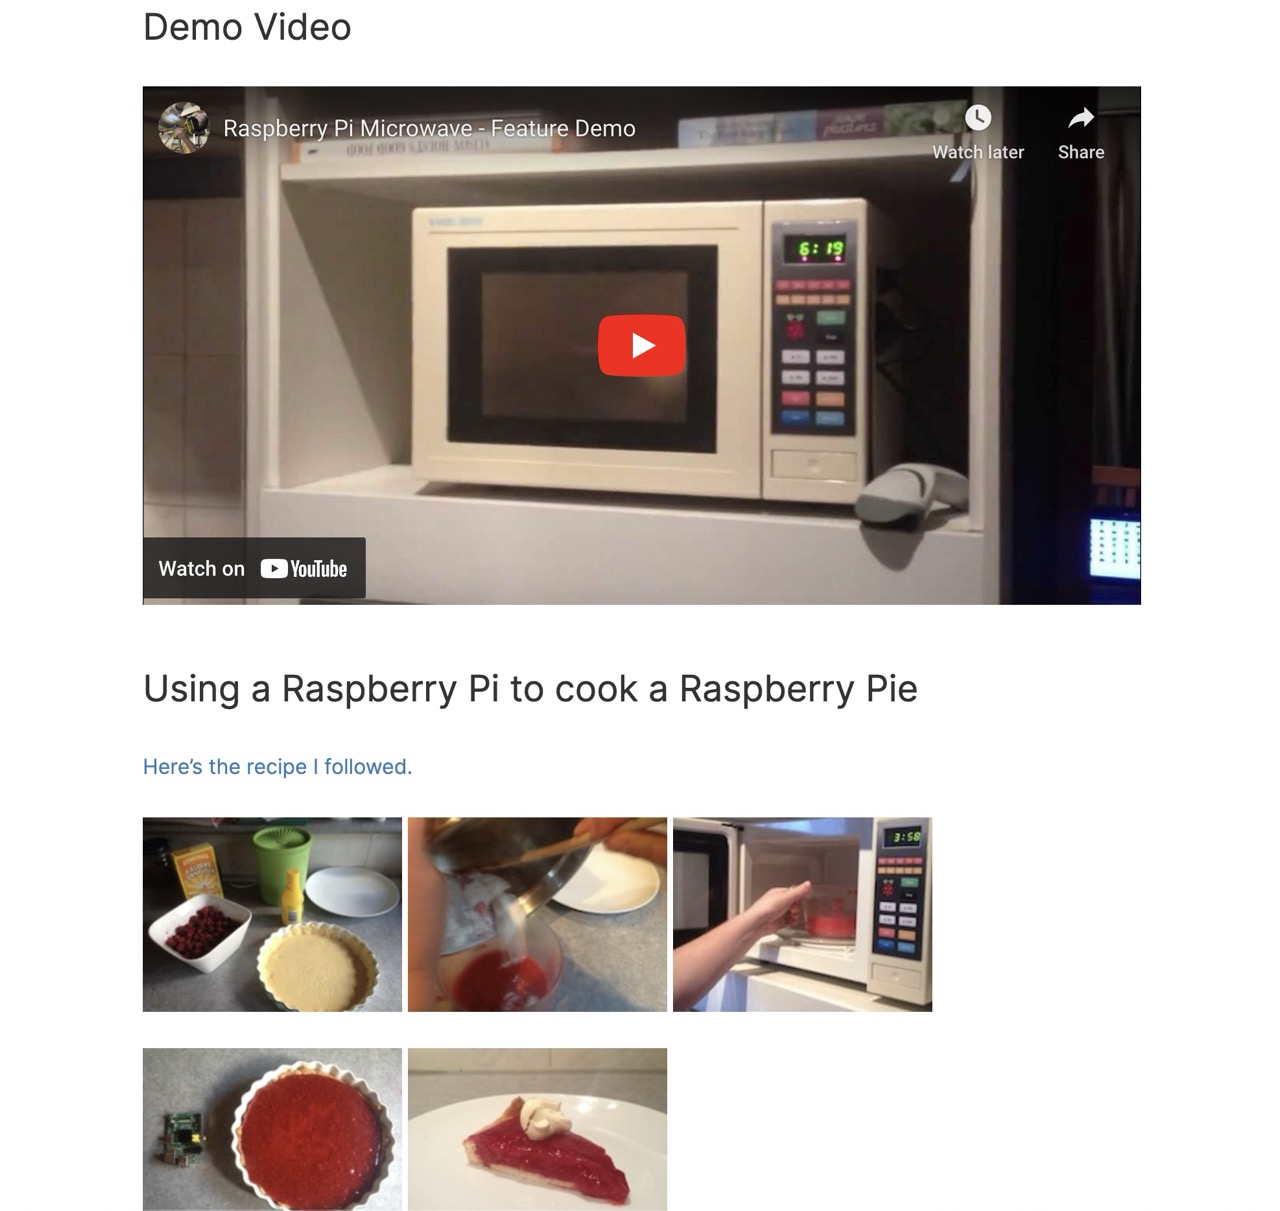 Demo Video
Raspberry Pi Microwave - Feature Demo
Watch later
Share
6:19
Watch on YouTube
Using a Raspberry Pi to cook a Raspberry Pie
Here’s the recipe I followed.
3:58